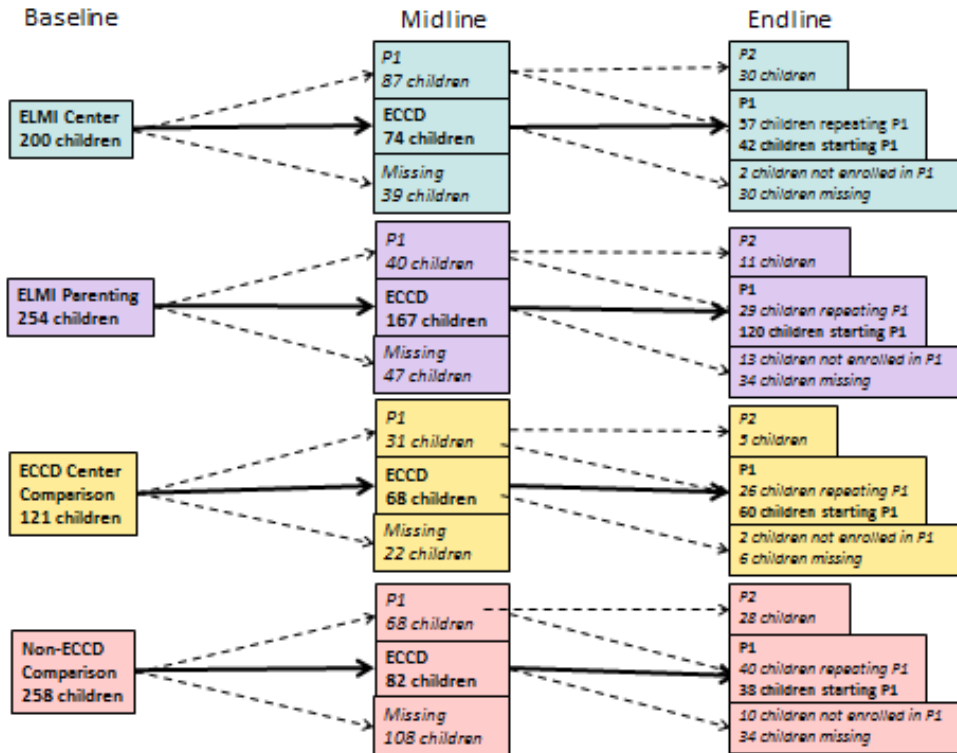 Baseline
Midline
Endline
ELMI Center
200 children
P1
87 children
ECCD
74 children
Missing
39 children
P2
30 children
P1
57 children repeating P1
42 children starting P1
2 children not enrolled in P1
30 children missing
ELMI Parenting
254 children
P1
40 children
ECCD
167 children
Missing
47 children
P2
11 children
P1
29 children repeating P1
120 children starting P1
13 children not enrolled in P1
34 children missing
ECCD Center
Comparison
121 children
P1
31 children
ECCD
68 children
Missing
22 children
P2
5 children
P1
26 children repeating P1
60 children starting P1
2 children not enrolled in P1
6 children missing
Non-ECCD
Comparison
258 children
P1
68 children
ECCD
82 children
Missing
108 children
P2
28 children
P1
40 children repeating P1
38 children starting P1
10 children not enrolled in P1
34 children missing